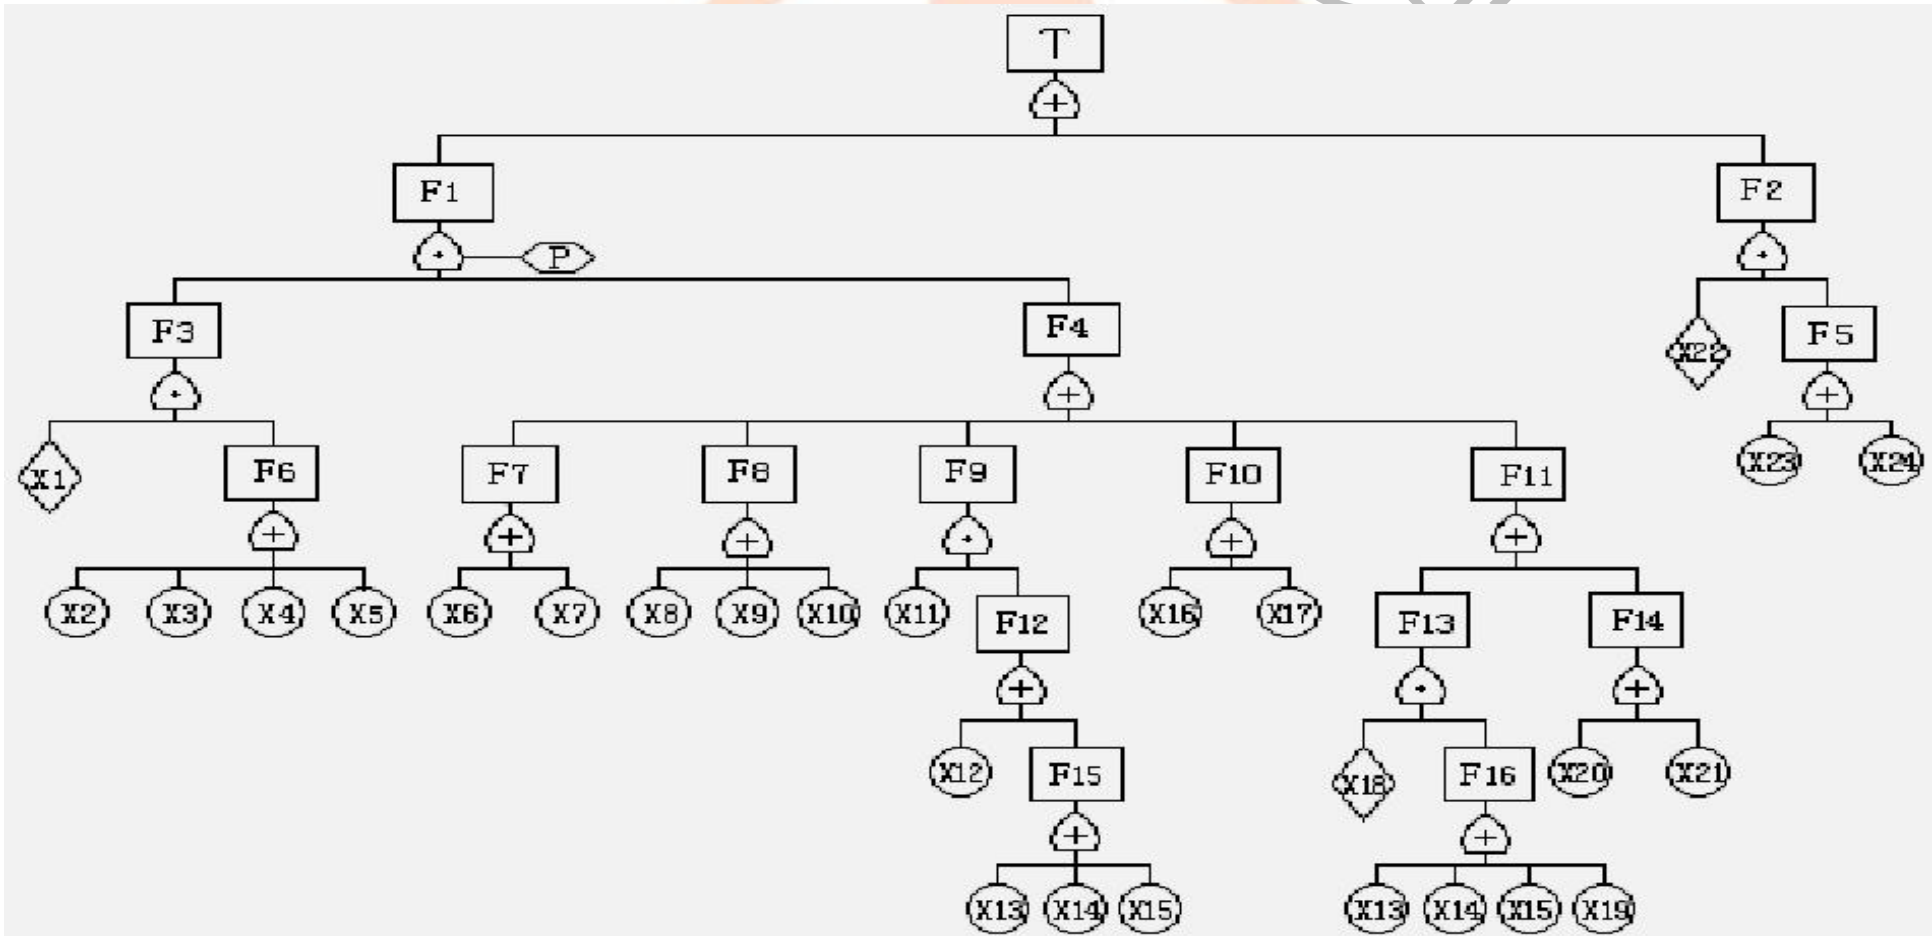 T
+
F1
F2
·
P
·
F3
F4
X22
F5
·
+
+
X1
F6
F7
F8
F9
F10
F11
X23
X24
+
+
+
·
+
+
X2
X3
X4
X5
X6
X7
X8
X9
X10
X11
F12
X16
X17
F13
F14
+
·
+
X12
F15
X18
F16
X20
X21
+
+
X13
X14
X15
X13
X14
X15
X19